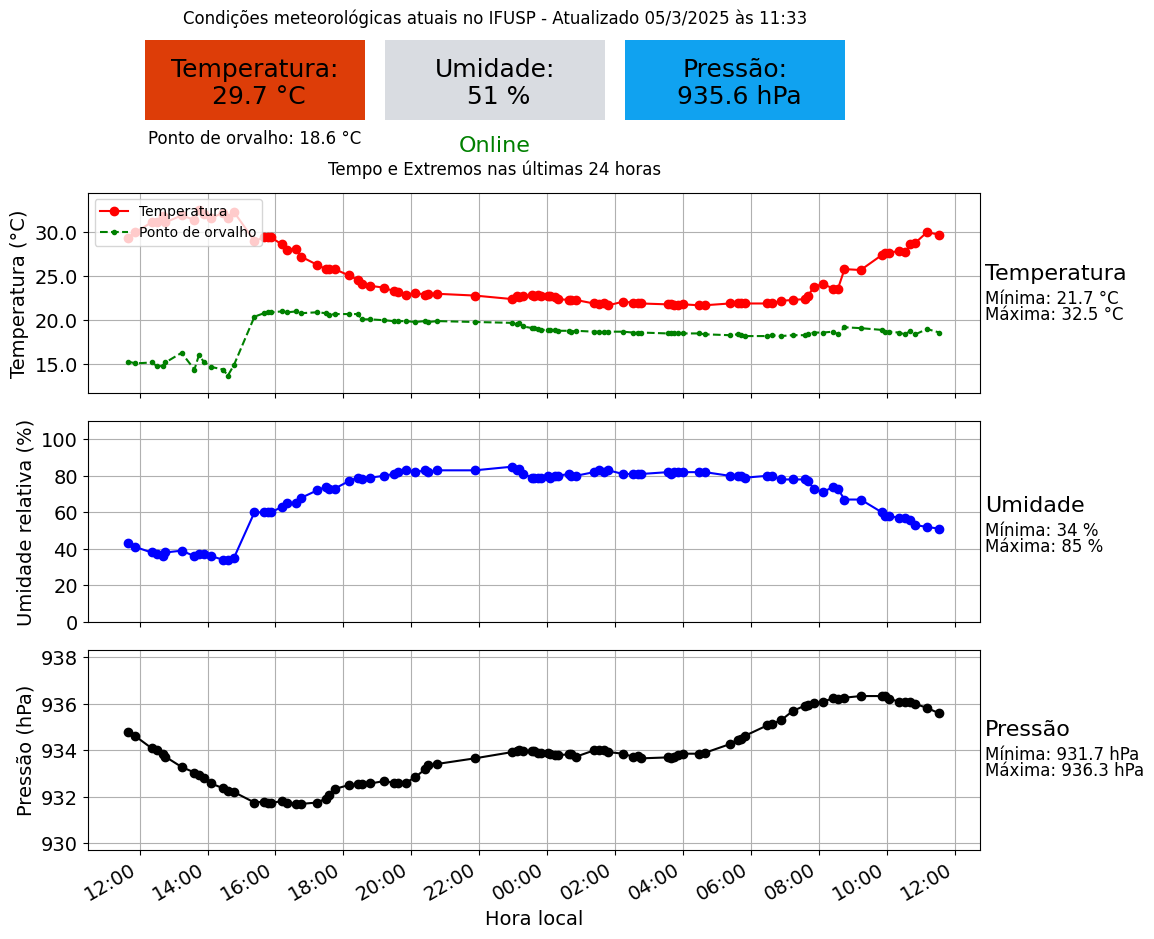 Condições meteorológicas atuais no IFUSP - Atualizado 05/3/2025 às 11:33
Temperatura:
29.7 °C
Umidade:
51 %
Pressão:
935.6 hPa
Ponto de orvalho: 18.6 °C
Online
Tempo e Extremos nas últimas 24 horas
Temperatura (°C)
30.0
25.0
20.0
15.0
Temperatura
Ponto de orvalho
Temperatura
Mínima: 21.7 °C
Máxima: 32.5 °C
Umidade relativa (%)
100
80
60
40
20
0
Umidade
Mínima: 34 %
Máxima: 85 %
Pressão (hPa)
938
936
934
932
930
Pressão
Mínima: 931.7 hPa
Máxima: 936.3 hPa
12:00 14:00 16:00 18:00 20:00 22:00 00:00 02:00 04:00 06:00 08:00 10:00 12:00
Hora local